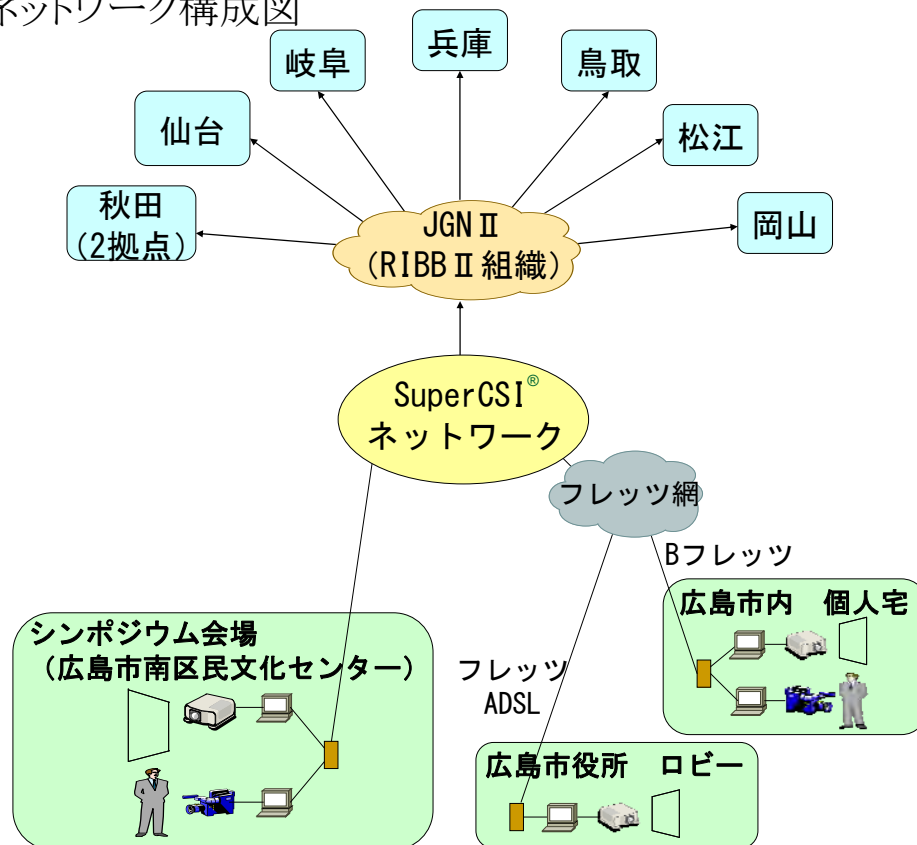 ネットワーク構成図
兵庫
岐阜
鳥取
仙台
松江
秋田
（2拠点）
岡山
JGNⅡ
（RIBBⅡ組織）
SuperCSI®
ネットワーク
フレッツ網
Bフレッツ
広島市内　個人宅
シンポジウム会場
（広島市南区民文化センター）
フレッツ
ADSL
広島市役所　ロビー